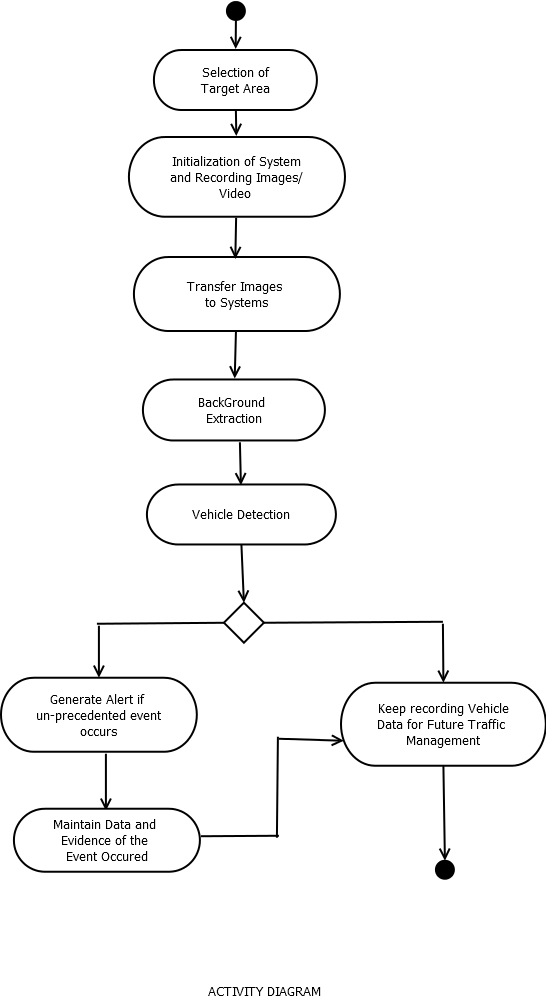 Selection of
Target Area
Initialization of System
and Recording Images/
Video
Transfer Images
to Systems
BackGround
Extraction
Vehicle Detection
Generate Alert if
un-precedented event
occurs
Keep recording Vehicle
Data for Future Traffic
Management
Maintain Data and
Evidence of the
Event Occured
ACTIVITY DIAGRAM